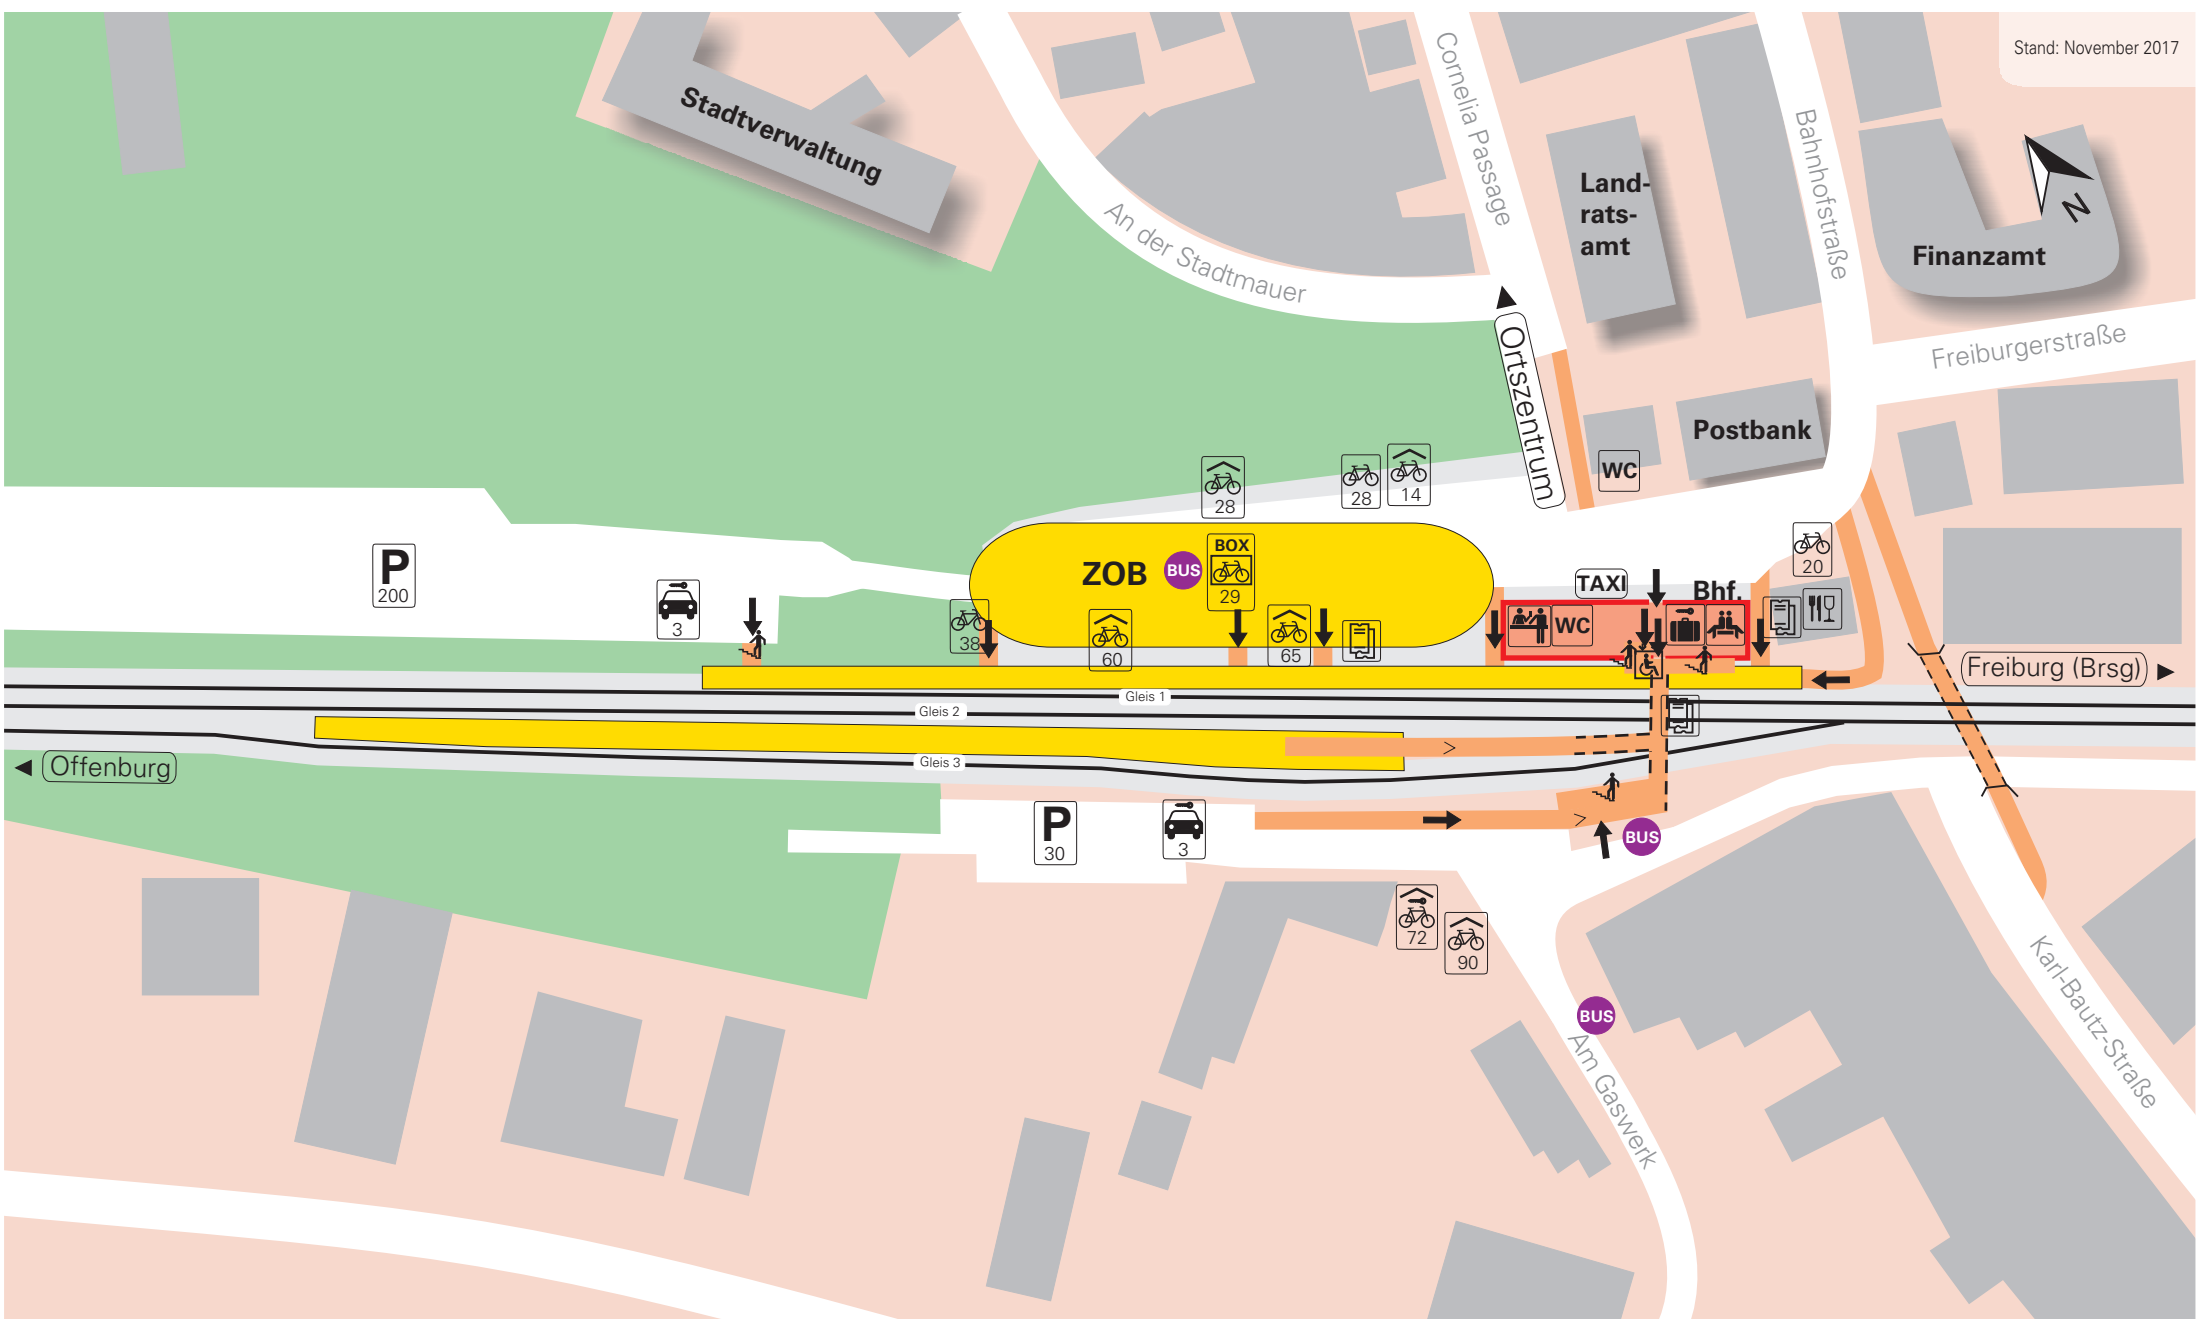 Stand: November 2017
Stadtverwaltung
An der Stadtmauer
Cornelia Passage
Land-
rats-
amt
Bahnhofstraße
Finanzamt
N
Freiburgerstraße
Ortszentrum
Postbank
WC
28
28
14
20
P
200
3
38
ZOB
BUS
BOX
29
60
65
TAXI
Bhf.
WC
Freiburg (Brsg)
Gleis 1
Gleis 2
Gleis 3
Offenburg
P
30
3
BUS
72
90
BUS
Am Gaswerk
Karl-Bautz-Straße